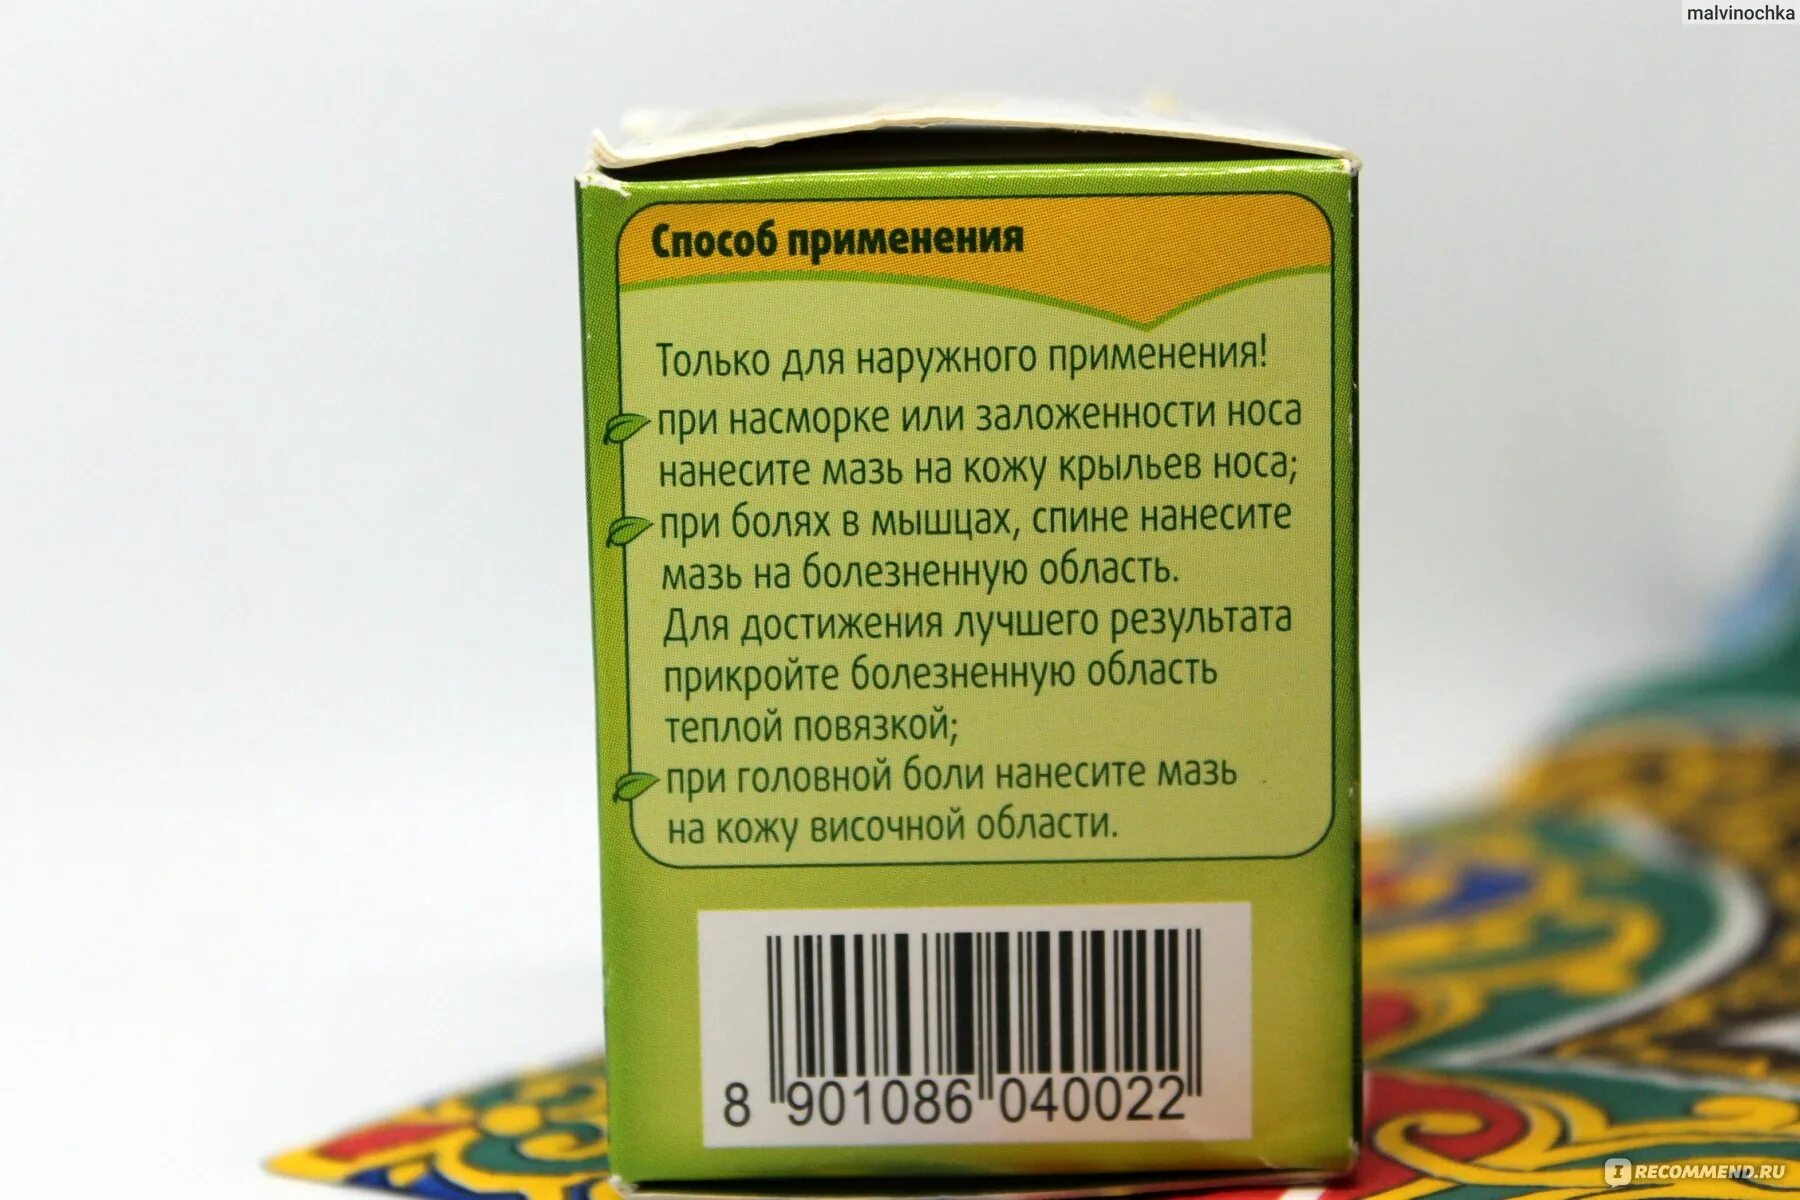 malvinochka
Способ применения
Только для наружного применения!
при насморке или заложенности носа
нанесите мазь на кожу крыльев носа;
при болях в мышцах, спине нанесите
мазь на болезненную область.
Для достижения лучшего результата
прикройте болезненную область
теплой повязкой;
при головной боли нанесите мазь
на кожу височной области.
8 901086 040022
IRECOMMEND.RU